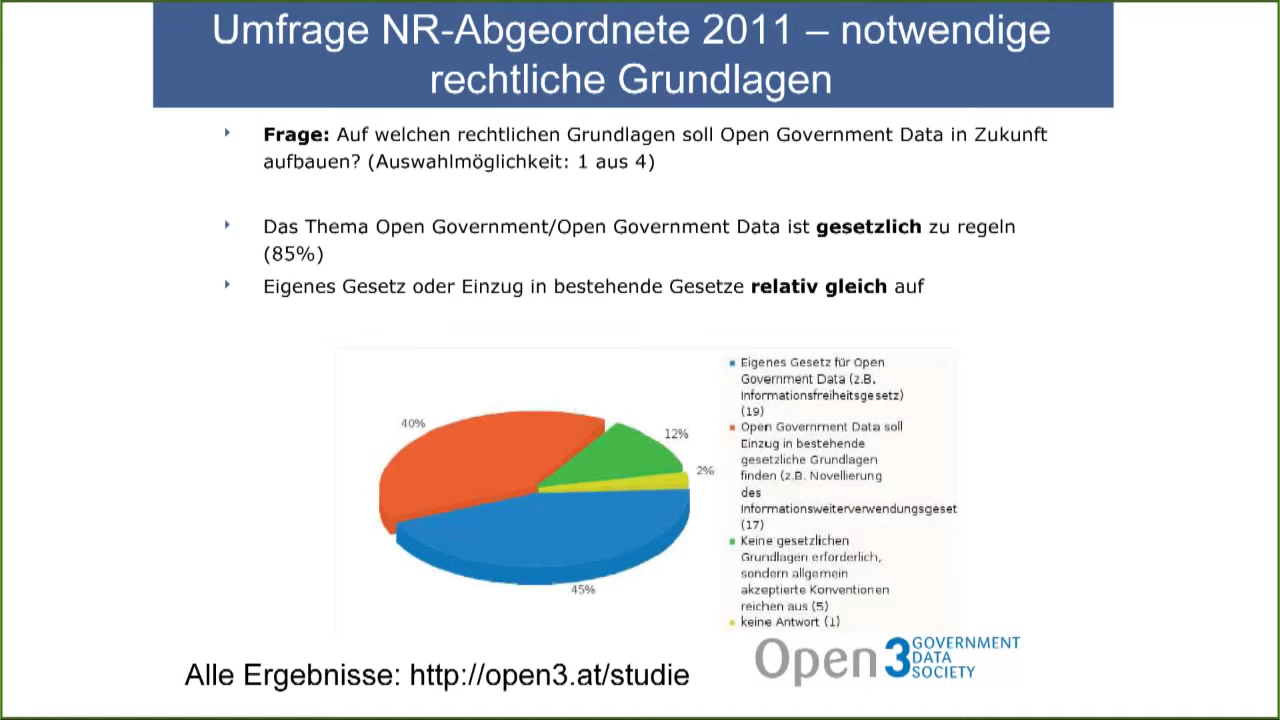 Umfrage NR-Abgeordnete 2011 – notwendige
rechtliche Grundlagen
Frage: Auf welchen rechtlichen Grundlagen soll Open Government Data in Zukunft
aufbauen? (Auswahlmöglichkeit: 1 aus 4)
Das Thema Open Government/Open Government Data ist gesetzlich zu regeln
(85%)
Eigenes Gesetz oder Einzug in bestehende Gesetze relativ gleich auf
40%
12%
2%
45%
Eigenes Gesetz für Open
Government Data (z.B.
Informationsfreiheitsgesetz)
(19)
Open Government Data soll
Einzug in bestehende
gesetzliche Grundlagen
finden (z.B. Novellierung
des
Informationsweiterverwendungsgeset
(17)
Keine gesetzlichen
Grundlagen erforderlich,
sondern allgemein
akzeptierte Konventionen
reichen aus (5)
keine Antwort (1)
Alle Ergebnisse: http://open3.at/studie
Open3
GOVERNMENT
DATA
SOCIETY